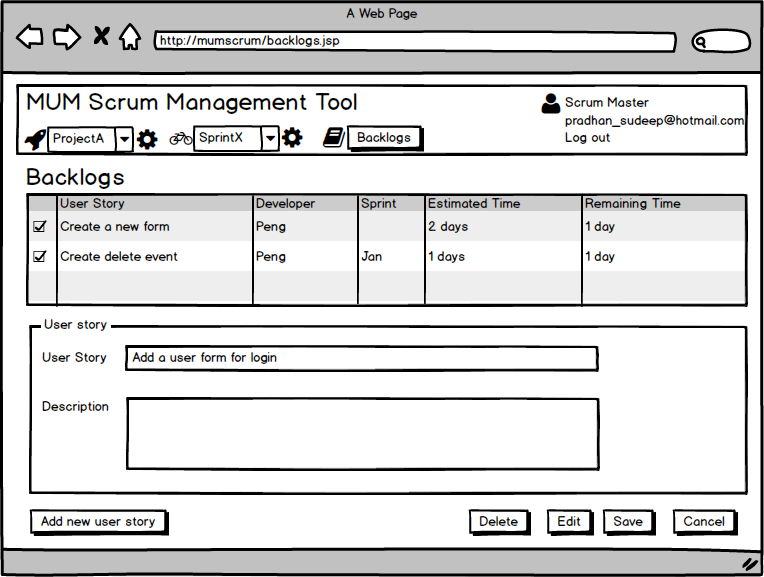 A Web Page
http://mumscrum/backlogs.jsp
MUM Scrum Management Tool
Scrum Master
pradhan_sudeep@hotmail.com
Log out
ProjectA SprintX Backlogs
Backlogs
User Story Developer Sprint Estimated Time Remaining Time
Create a new form Peng 2 days 1 day
Create delete event Peng Jan 1 days 1 day
User story
User Story Add a user form for login
Description
Add new user story Delete Edit Save Cancel